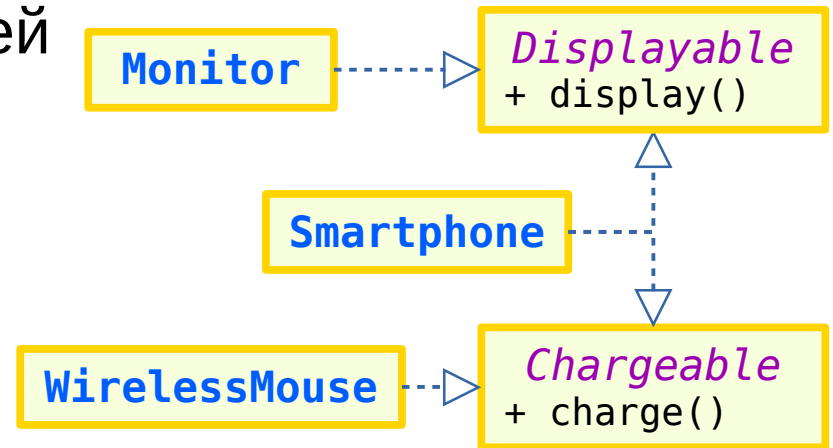 ей
Monitor
Displayable
+ display()
Smartphone
WirelessMouse
Chargeable
+ charge()